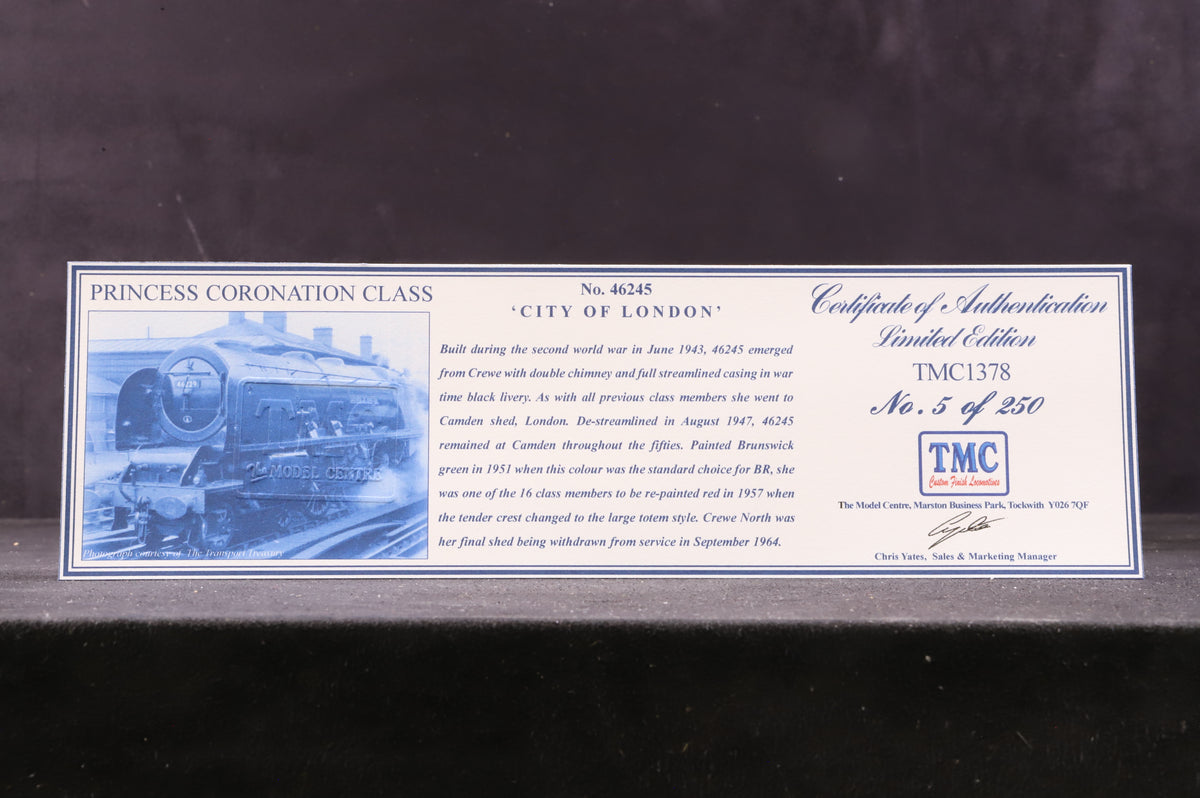 PRINCESS CORONATION CLASS
TMC
The MODEL CENTRE
Photograph courtesy of The Transport Treasury
No. 46245
'CITY OF LONDON'
Built during the second world war in June 1943, 46245 emerged
from Crewe with double chimney and full streamlined casing in war
time black livery. As with all previous class members she went to
Camden shed, London. De-streamlined in August 1947, 46245
remained at Camden throughout the fifties. Painted Brunswick
green in 1951 when this colour was the standard choice for BR, she
was one of the 16 class members to be re-painted red in 1957 when
the tender crest changed to the large totem style. Crewe North was
her final shed being withdrawn from service in September 1964.
Certificate of Authentication
Limited Edition
TMC1378
No. 5 of 250
TMC
Custom Finish Locomotives
The Model Centre, Marston Business Park, Tockwith YO26 7QF
Chris Yates, Sales & Marketing Manager